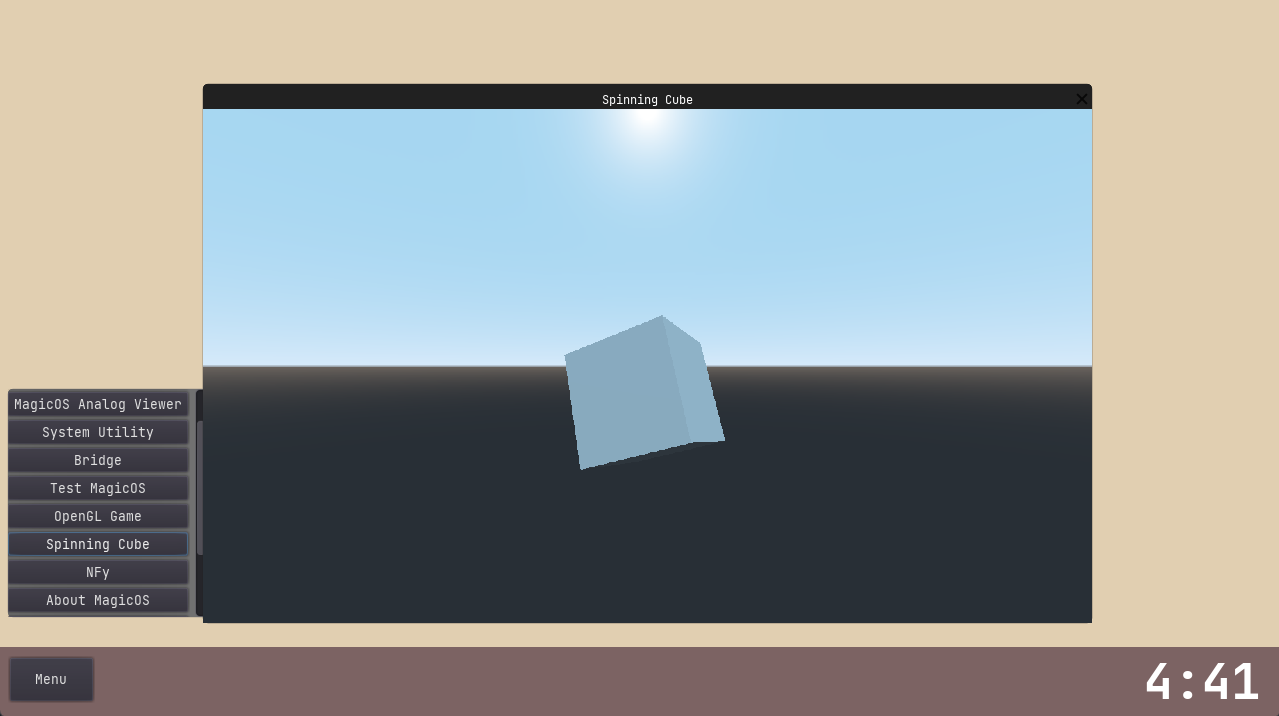 Spinning Cube
MagicOS Analog Viewer
System Utility
Bridge
Test MagicOS
OpenGL Game
Spinning Cube
NFy
About MagicOS
Menu
4:41